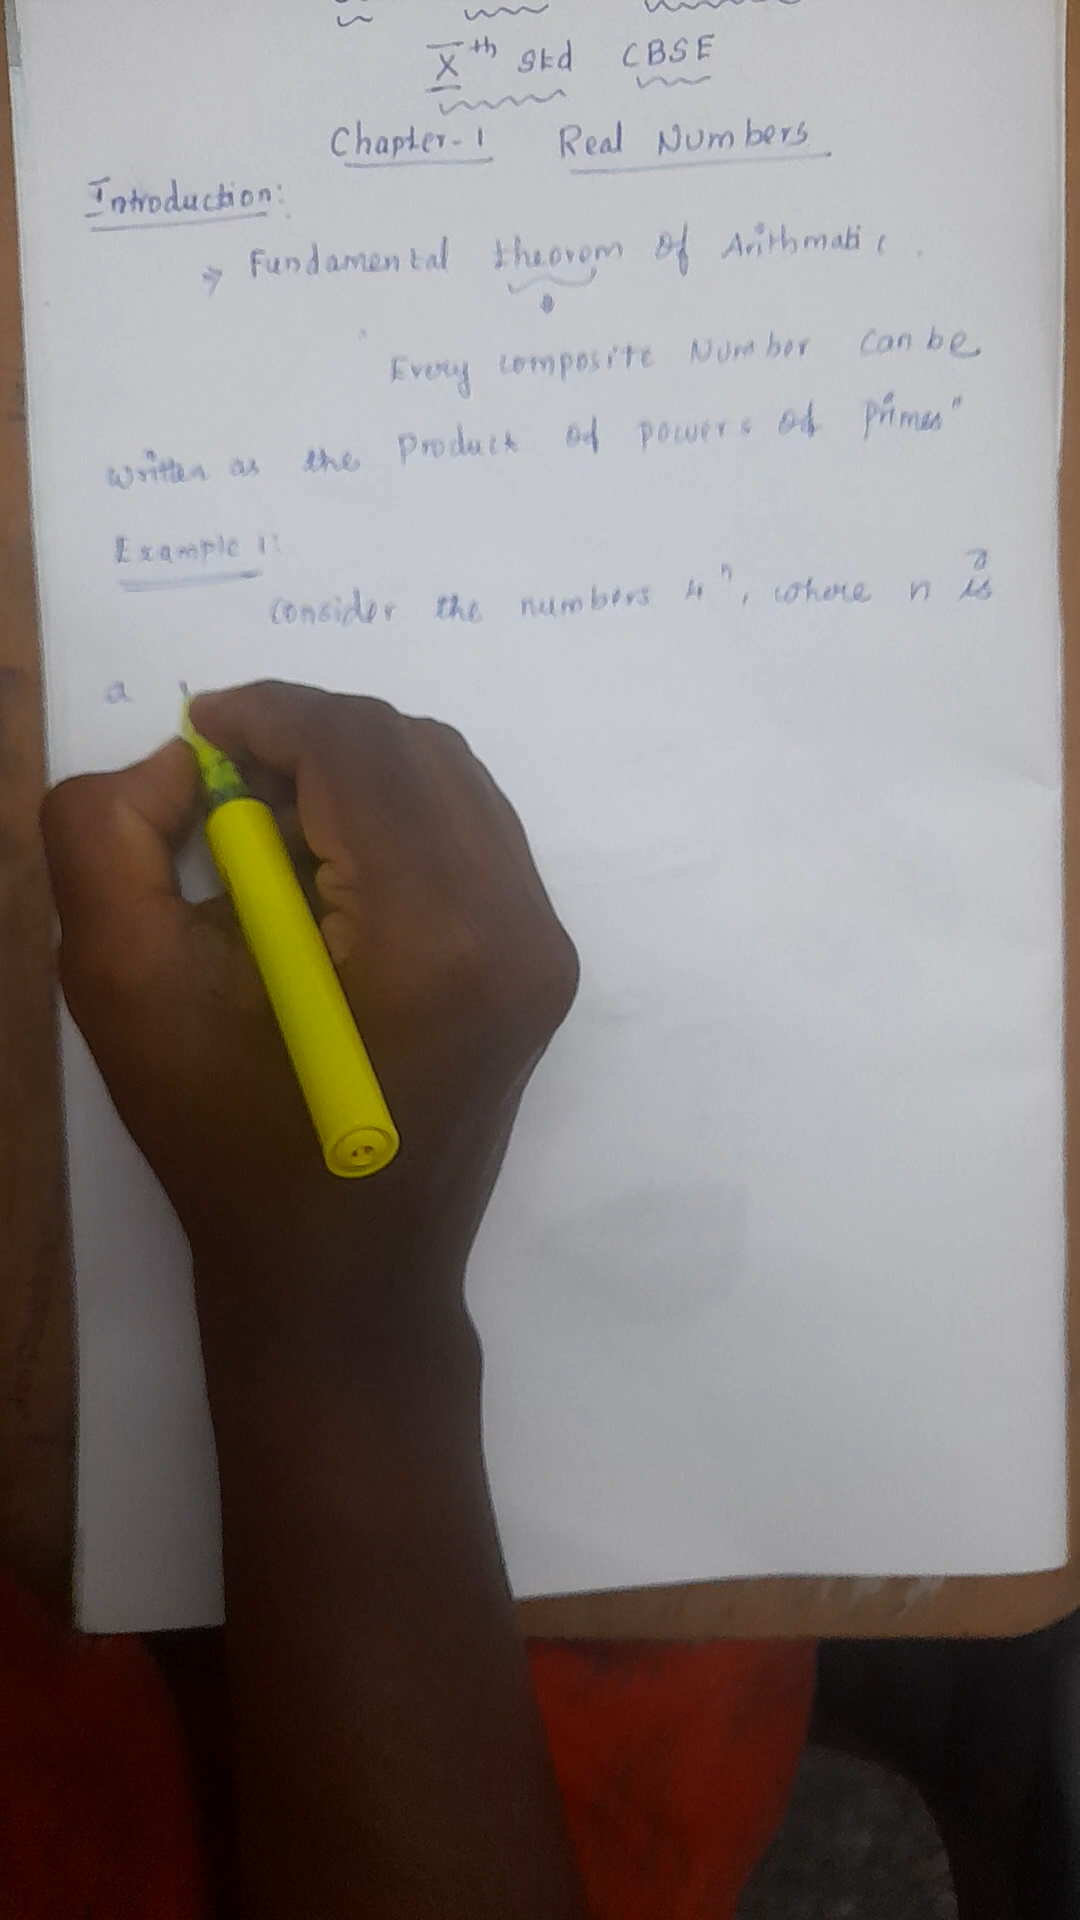 Xth Std CBSE
Chapter-1 Real Numbers
Introduction:
⇒ Fundamental theorom of Arithmatic.
Every composite Number can be
written as the Product of powers of Primes"
Example 1:
Consider the numbers 4ⁿ, where n is
a